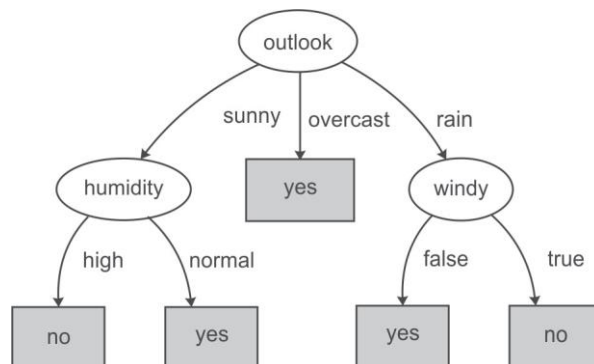 outlook
sunny overcast rain
humidity yes windy
high normal false true
no yes yes no